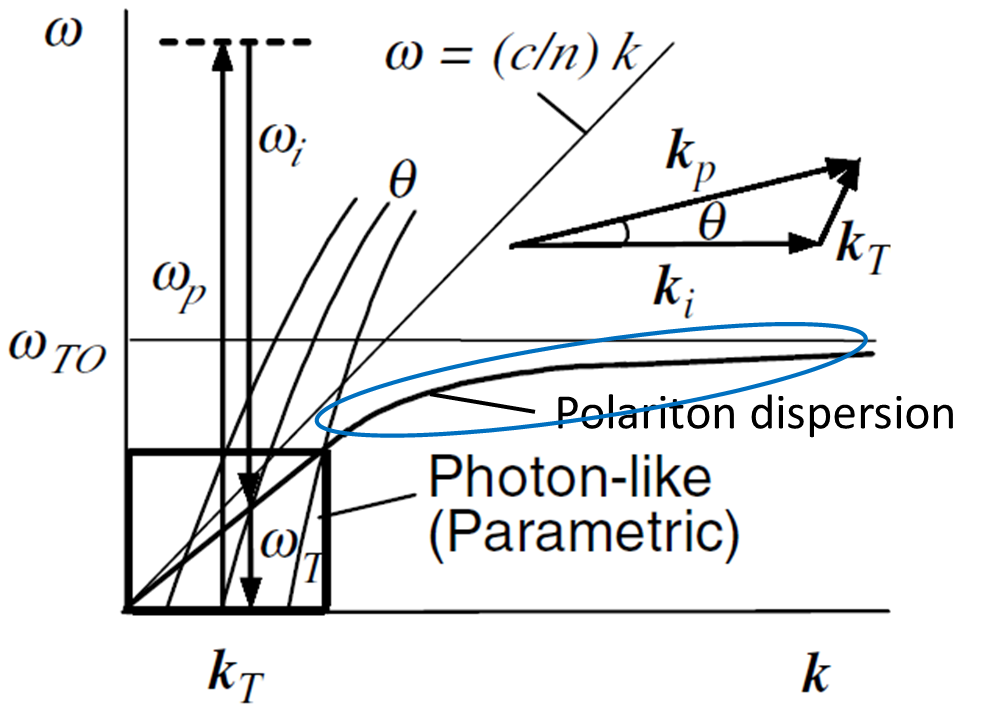 ω
ω = (c/n) k
ω_i
θ
k_p
θ
k_T
ω_p
k_i
ω_TO
Polariton dispersion
Photon-like
(Parametric)
ω_T
k_T
k